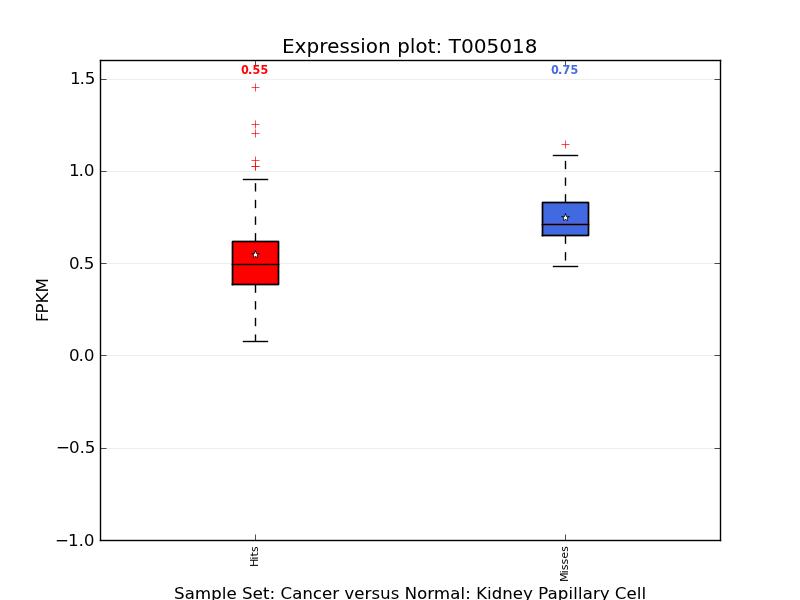 Expression plot: T005018
0.55 0.75
1.5
1.0
0.5
0.0
−0.5
−1.0
FPKM
Hits Misses
Sample Set: Cancer versus Normal: Kidney Papillary Cell